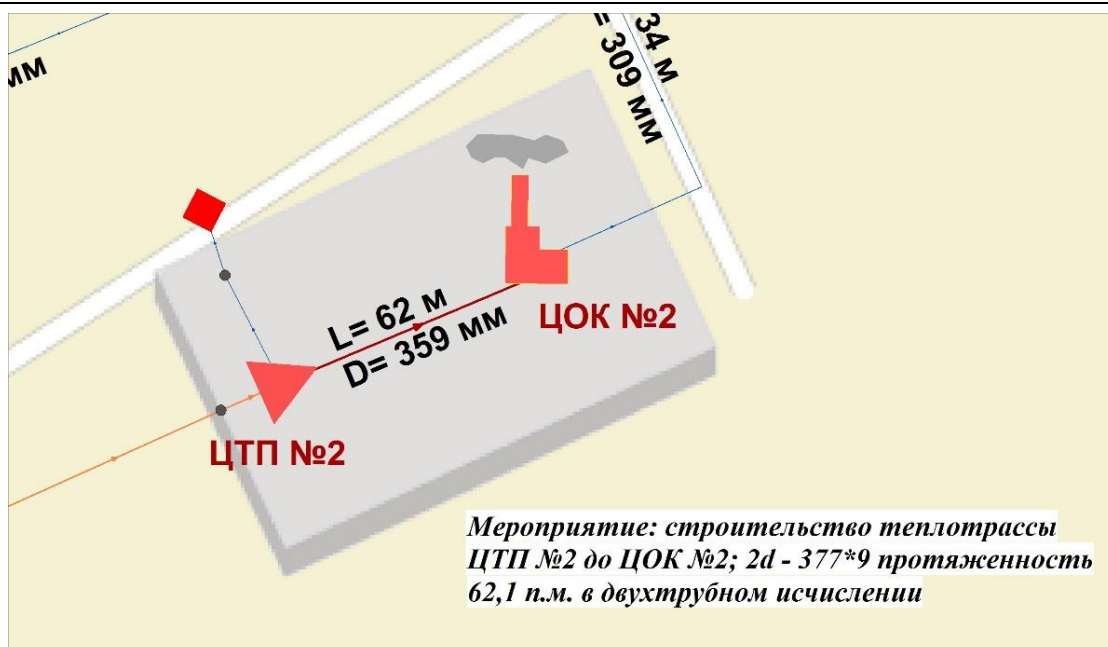 мм
34 м
= 309 мм
L= 62 м
D= 359 мм
ЦОК №2
ЦТП №2
Мероприятие: строительство теплотрассы
ЦТП №2 до ЦОК №2; 2d - 377*9 протяженность
62,1 п.м. в двухтрубном исчислении